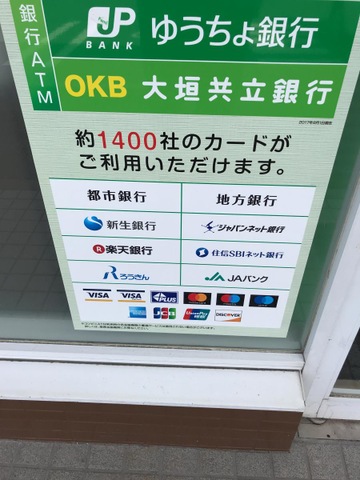 銀行ATM
JP BANK ゆうちょ銀行
OKB 大垣共立銀行
約1400社のカードが
ご利用いただけます。
都市銀行 地方銀行
新生銀行 ジャパンネット銀行
R 楽天銀行 住信SBIネット銀行
ろうきん JAバンク
VISA VISA PLUS
JCB UnionPay DISCOVER